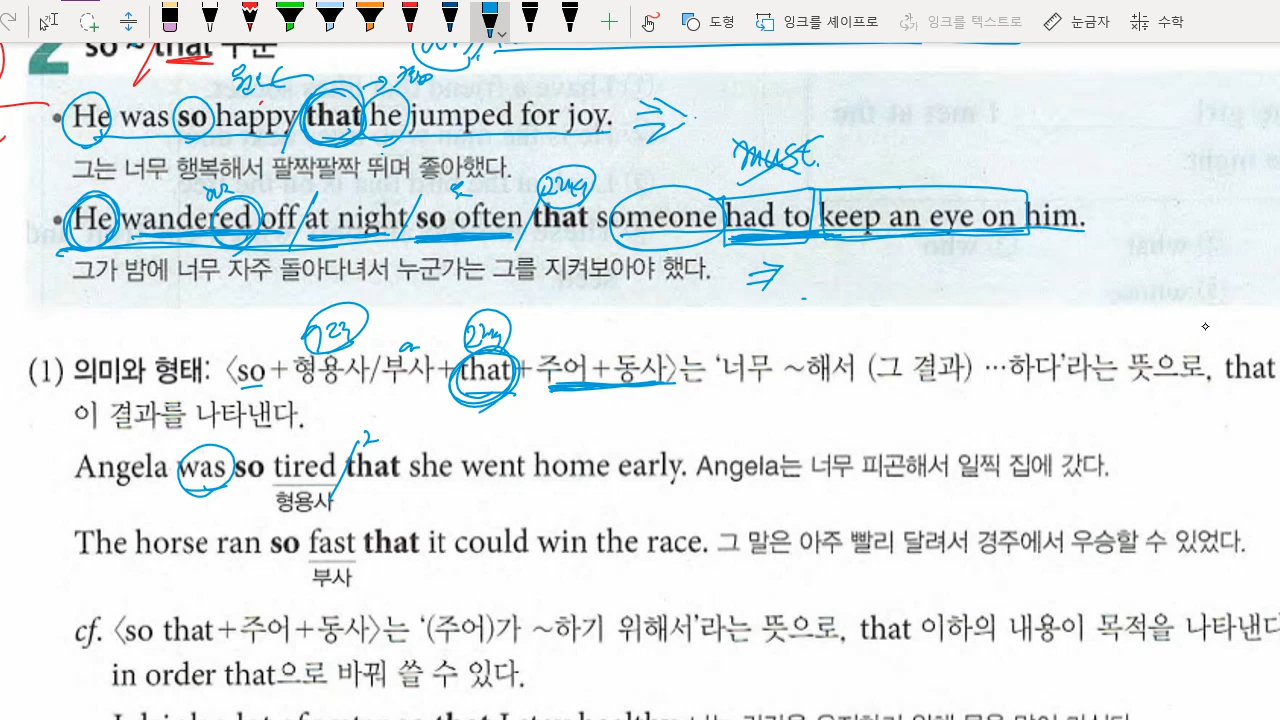 도형 잉크를 셰이프로 잉크를 텍스트로 눈금자 수학
2 so ~ that 구문
• He was so happy that he jumped for joy.
그는 너무 행복해서 팔짝팔짝 뛰며 좋아했다.
must.
• He wandered off at night so often that someone had to keep an eye on him.
그가 밤에 너무 자주 돌아다녀서 누군가는 그를 지켜보아야 했다.
(1) 의미와 형태: 〈so+형용사/부사+that+주어+동사〉는 ‘너무 ~해서 (그 결과) …하다’라는 뜻으로, that
이 결과를 나타낸다.
Angela was so tired that she went home early. Angela는 너무 피곤해서 일찍 집에 갔다.
형용사
The horse ran so fast that it could win the race. 그 말은 아주 빨리 달려서 경주에서 우승할 수 있었다.
부사
cf. 〈so that+주어+동사〉는 ‘(주어)가 ~하기 위해서’라는 뜻으로, that 이하의 내용이 목적을 나타낸다
in order that으로 바꿔 쓸 수 있다.